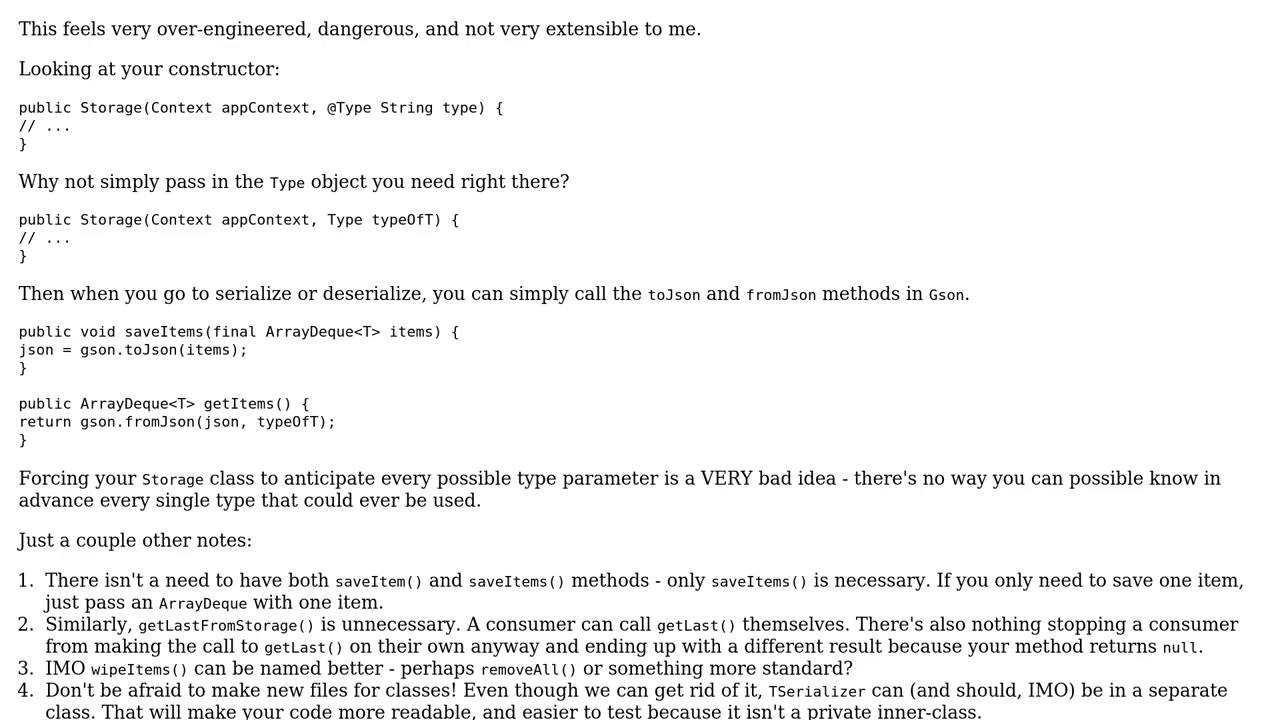 This feels very over-engineered, dangerous, and not very extensible to me.
Looking at your constructor:
public Storage(Context appContext, @Type String type) {
// ...
}
Why not simply pass in the Type object you need right there?
public Storage(Context appContext, Type typeOfT) {
// ...
}
Then when you go to serialize or deserialize, you can simply call the toJson and fromJson methods in Gson.
public void saveItems(final ArrayDeque<T> items) {
json = gson.toJson(items);
}
public ArrayDeque<T> getItems() {
return gson.fromJson(json, typeOfT);
}
Forcing your Storage class to anticipate every possible type parameter is a VERY bad idea - there's no way you can possible know in
advance every single type that could ever be used.
Just a couple other notes:
1. There isn't a need to have both saveItem() and saveItems() methods - only saveItems() is necessary. If you only need to save one item,
just pass an ArrayDeque with one item.
2. Similarly, getLastFromStorage() is unnecessary. A consumer can call getLast() themselves. There's also nothing stopping a consumer
from making the call to getLast() on their own anyway and ending up with a different result because your method returns null.
3. IMO wipeItems() can be named better - perhaps removeAll() or something more standard?
4. Don't be afraid to make new files for classes! Even though we can get rid of it, TSerializer can (and should, IMO) be in a separate
class. That will make your code more readable, and easier to test because it isn't a private inner-class.